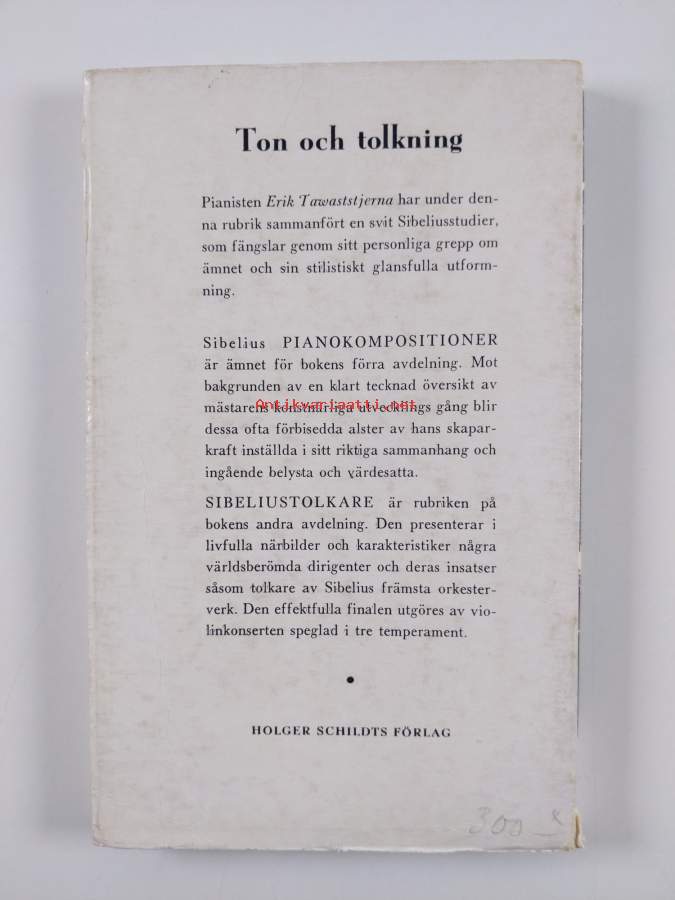 Ton och tolkning
Pianisten Erik Tawaststjerna har under den-
na rubrik sammanfört en svit Sibeliusstudier,
som fängslar genom sitt personliga grepp om
ämnet och sin stilistiskt glansfulla utform-
ning.
Sibelius PIANOKOMPOSITIONER
är ämnet för bokens förra avdelning. Mot
bakgrunden av en klart tecknad översikt av
mästarens konstnärliga utvecklings gång blir
Antikvariaatti.net
dessa ofta förbisedda alster av hans skapar-
kraft inställda i sitt riktiga sammanhang och
ingående belysta och värdesatta.
SIBELIUSTOLKARE är rubriken på
bokens andra avdelning. Den presenterar i
livfulla närbilder och karakteristiker några
världsberömda dirigenter och deras insatser
såsom tolkare av Sibelius främsta orkester-
verk. Den effektfulla finalen utgöres av vio-
linkonserten speglad i tre temperament.
•
HOLGER SCHILDTS FÖRLAG
300